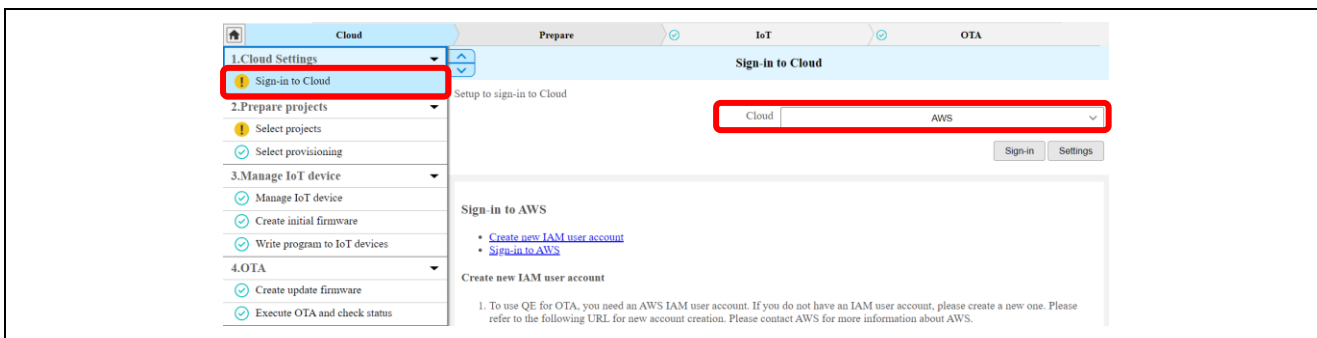 Cloud Prepare IoT OTA
1.Cloud Settings
Sign-in to Cloud
2.Prepare projects
Select projects
Select provisioning
3.Manage IoT device
Manage IoT device
Create initial firmware
Write program to IoT devices
4.OTA
Create update firmware
Execute OTA and check status
Sign-in to Cloud
Setup to sign-in to Cloud
Cloud AWS
Sign-in Settings
Sign-in to AWS
• Create new IAM user account
• Sign-in to AWS
Create new IAM user account
1. To use QE for OTA, you need an AWS IAM user account. If you do not have an IAM user account, please create a new one. Please
refer to the following URL for new account creation. Please contact AWS for more information about AWS.